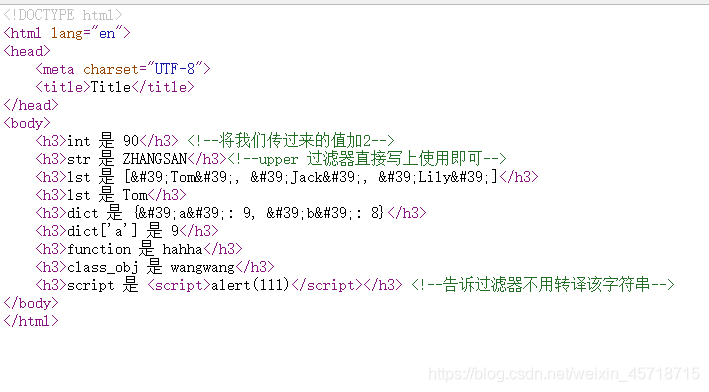 <!DOCTYPE html>
<html lang="en">
<head>
    <meta charset="UTF-8">
    <title>Title</title>
</head>
<body>
    <h3>int 是 90</h3> <!--将我们传过来的值加2-->
    <h3>str 是 ZHANGSAN</h3><!--upper 过滤器直接写上使用即可-->
    <h3>lst 是 [&#39;Tom&#39;, &#39;Jack&#39;, &#39;Lily&#39;]</h3>
    <h3>lst 是 Tom</h3>
    <h3>dict 是 {&#39;a&#39;: 9, &#39;b&#39;: 8}</h3>
    <h3>dict['a'] 是 9</h3>
    <h3>function 是 hahha</h3>
    <h3>class_obj 是 wangwang</h3>
    <h3>script 是 <script>alert(111)</script></h3> <!--告诉过滤器不用转译该字符串-->
</body>
</html>
https://blog.csdn.net/weixin_45718715